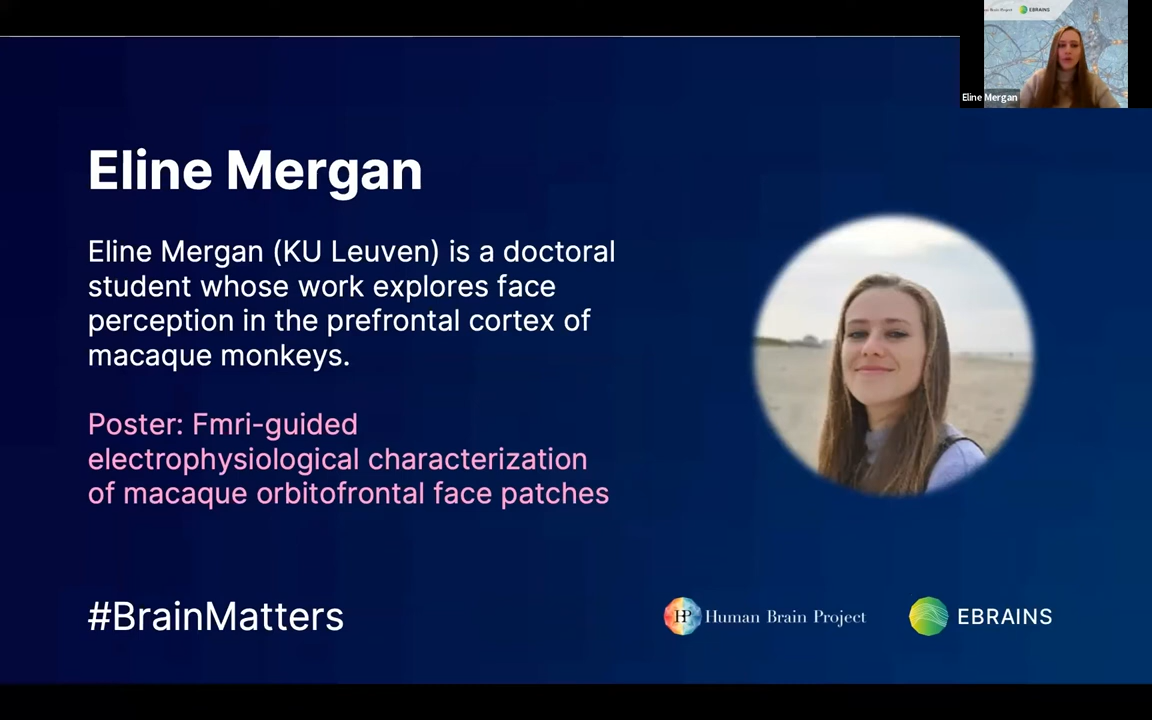 EBRAINS
Eline Mergan
Eline Mergan
Eline Mergan (KU Leuven) is a doctoral
student whose work explores face
perception in the prefrontal cortex of
macaque monkeys.
Poster: Fmri-guided
electrophysiological characterization
of macaque orbitofrontal face patches
#BrainMatters
HP Human Brain Project
EBRAINS